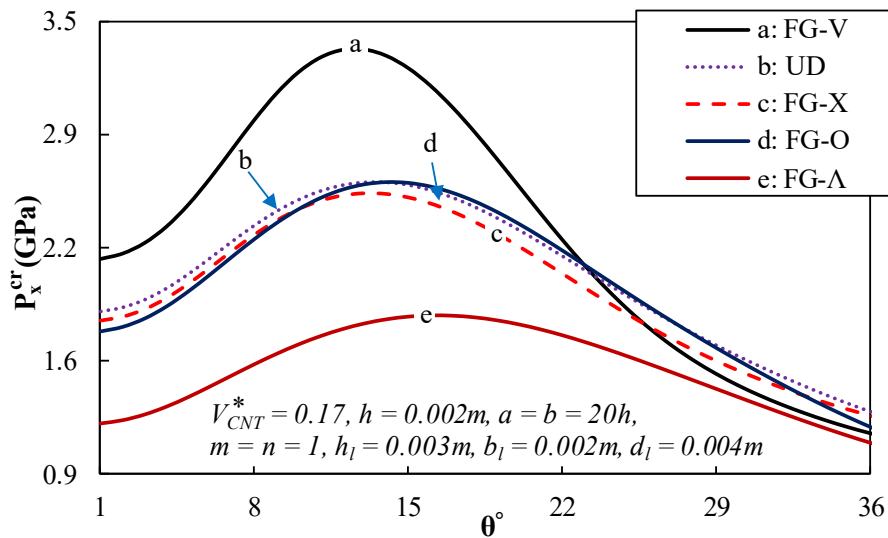 3.5
2.9
2.2
1.6
0.9
P_x^cr (GPa)
1
8
15
22
29
36
θ°
a
b
c
d
e
a: FG-V
b: UD
c: FG-X
d: FG-O
e: FG-Λ
V*_CNT = 0.17, h = 0.002m, a = b = 20h,
m = n = 1, h_l = 0.003m, b_l = 0.002m, d_l = 0.004m